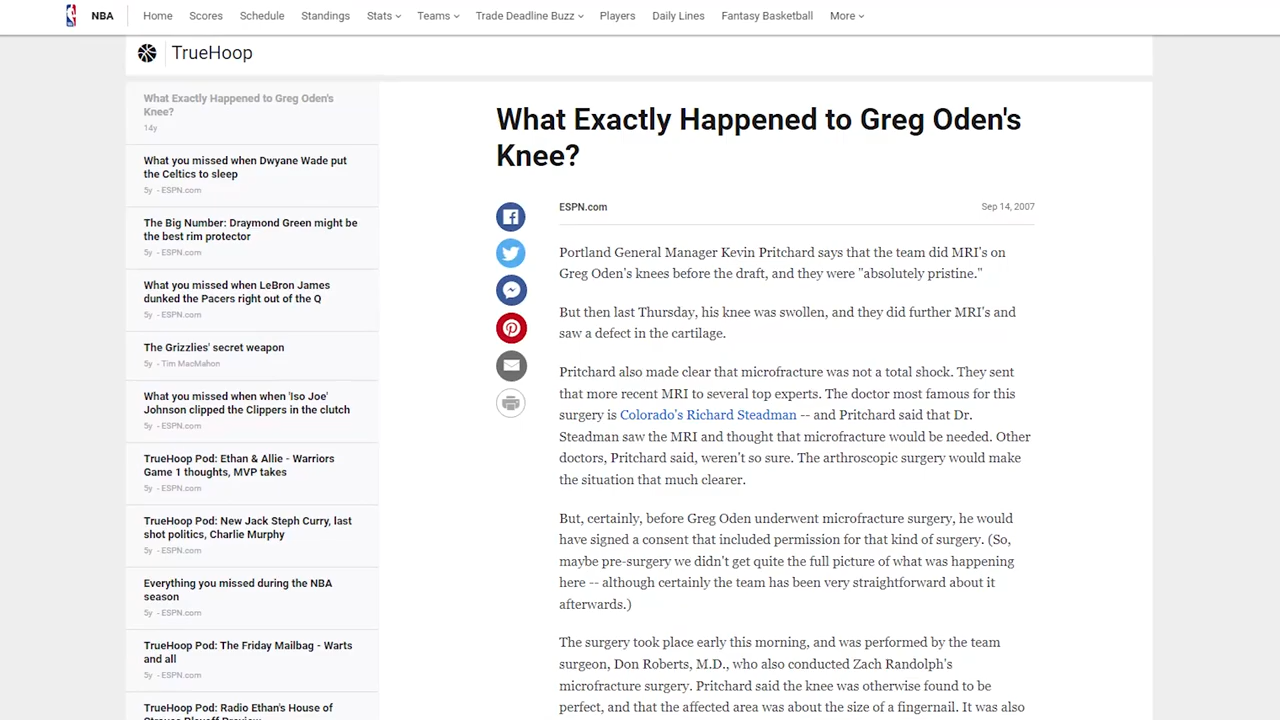 NBA Home Scores Schedule Standings Stats Teams Trade Deadline Buzz Players Daily Lines Fantasy Basketball More
TrueHoop
What Exactly Happened to Greg Oden's
Knee?
14y
What you missed when Dwyane Wade put
the Celtics to sleep
5y - ESPN.com
The Big Number: Draymond Green might be
the best rim protector
5y - ESPN.com
What you missed when LeBron James
dunked the Pacers right out of the Q
5y - ESPN.com
The Grizzlies' secret weapon
5y - Tim MacMahon
What you missed when when 'Iso Joe'
Johnson clipped the Clippers in the clutch
5y - ESPN.com
TrueHoop Pod: Ethan & Allie - Warriors
Game 1 thoughts, MVP takes
5y - ESPN.com
TrueHoop Pod: New Jack Steph Curry, last
shot politics, Charlie Murphy
5y - ESPN.com
Everything you missed during the NBA
season
5y - ESPN.com
TrueHoop Pod: The Friday Mailbag - Warts
and all
5y - ESPN.com
TrueHoop Pod: Radio Ethan's House of
What Exactly Happened to Greg Oden's
Knee?
ESPN.com Sep 14, 2007
Portland General Manager Kevin Pritchard says that the team did MRI's on
Greg Oden's knees before the draft, and they were "absolutely pristine."
But then last Thursday, his knee was swollen, and they did further MRI's and
saw a defect in the cartilage.
Pritchard also made clear that microfracture was not a total shock. They sent
that more recent MRI to several top experts. The doctor most famous for this
surgery is Colorado's Richard Steadman -- and Pritchard said that Dr.
Steadman saw the MRI and thought that microfracture would be needed. Other
doctors, Pritchard said, weren't so sure. The arthroscopic surgery would make
the situation that much clearer.
But, certainly, before Greg Oden underwent microfracture surgery, he would
have signed a consent that included permission for that kind of surgery. (So,
maybe pre-surgery we didn't get quite the full picture of what was happening
here -- although certainly the team has been very straightforward about it
afterwards.)
The surgery took place early this morning, and was performed by the team
surgeon, Don Roberts, M.D., who also conducted Zach Randolph's
microfracture surgery. Pritchard said the knee was otherwise found to be
perfect, and that the affected area was about the size of a fingernail. It was also